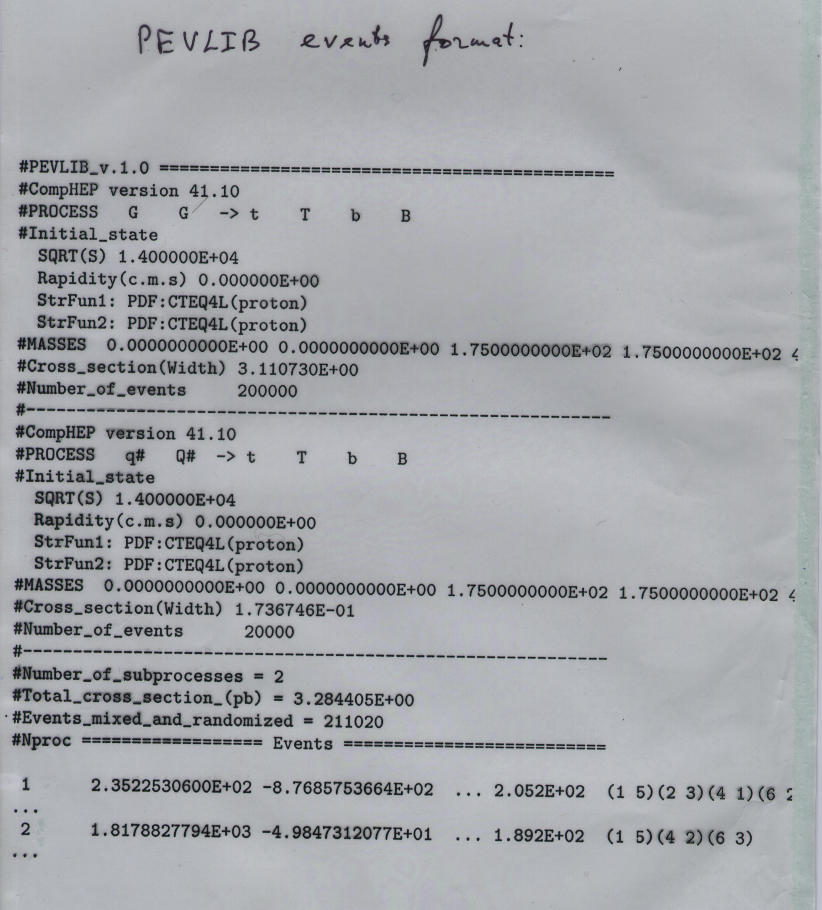 PEVLIB events format:
#PEVLIB_v.1.0 =============================================
#CompHEP version 41.10
#PROCESS G G -> t T b B
#Initial_state
SQRT(S) 1.400000E+04
Rapidity(c.m.s) 0.000000E+00
StrFun1: PDF:CTEQ4L(proton)
StrFun2: PDF:CTEQ4L(proton)
#MASSES 0.0000000000E+00 0.0000000000E+00 1.7500000000E+02 1.7500000000E+02 4
#Cross_section(Width) 3.110730E+00
#Number_of_events 200000
#----------------------------------------------------------
#CompHEP version 41.10
#PROCESS q# Q# -> t T b B
#Initial_state
SQRT(S) 1.400000E+04
Rapidity(c.m.s) 0.000000E+00
StrFun1: PDF:CTEQ4L(proton)
StrFun2: PDF:CTEQ4L(proton)
#MASSES 0.0000000000E+00 0.0000000000E+00 1.7500000000E+02 1.7500000000E+02 4
#Cross_section(Width) 1.736746E-01
#Number_of_events 20000
#----------------------------------------------------------
#Number_of_subprocesses = 2
#Total_cross_section_(pb) = 3.284405E+00
#Events_mixed_and_randomized = 211020
#Nproc ================== Events ==========================
1 2.3522530600E+02 -8.7685753664E+02 ... 2.052E+02 (1 5)(2 3)(4 1)(6 2
...
2 1.8178827794E+03 -4.9847312077E+01 ... 1.892E+02 (1 5)(4 2)(6 3)
...